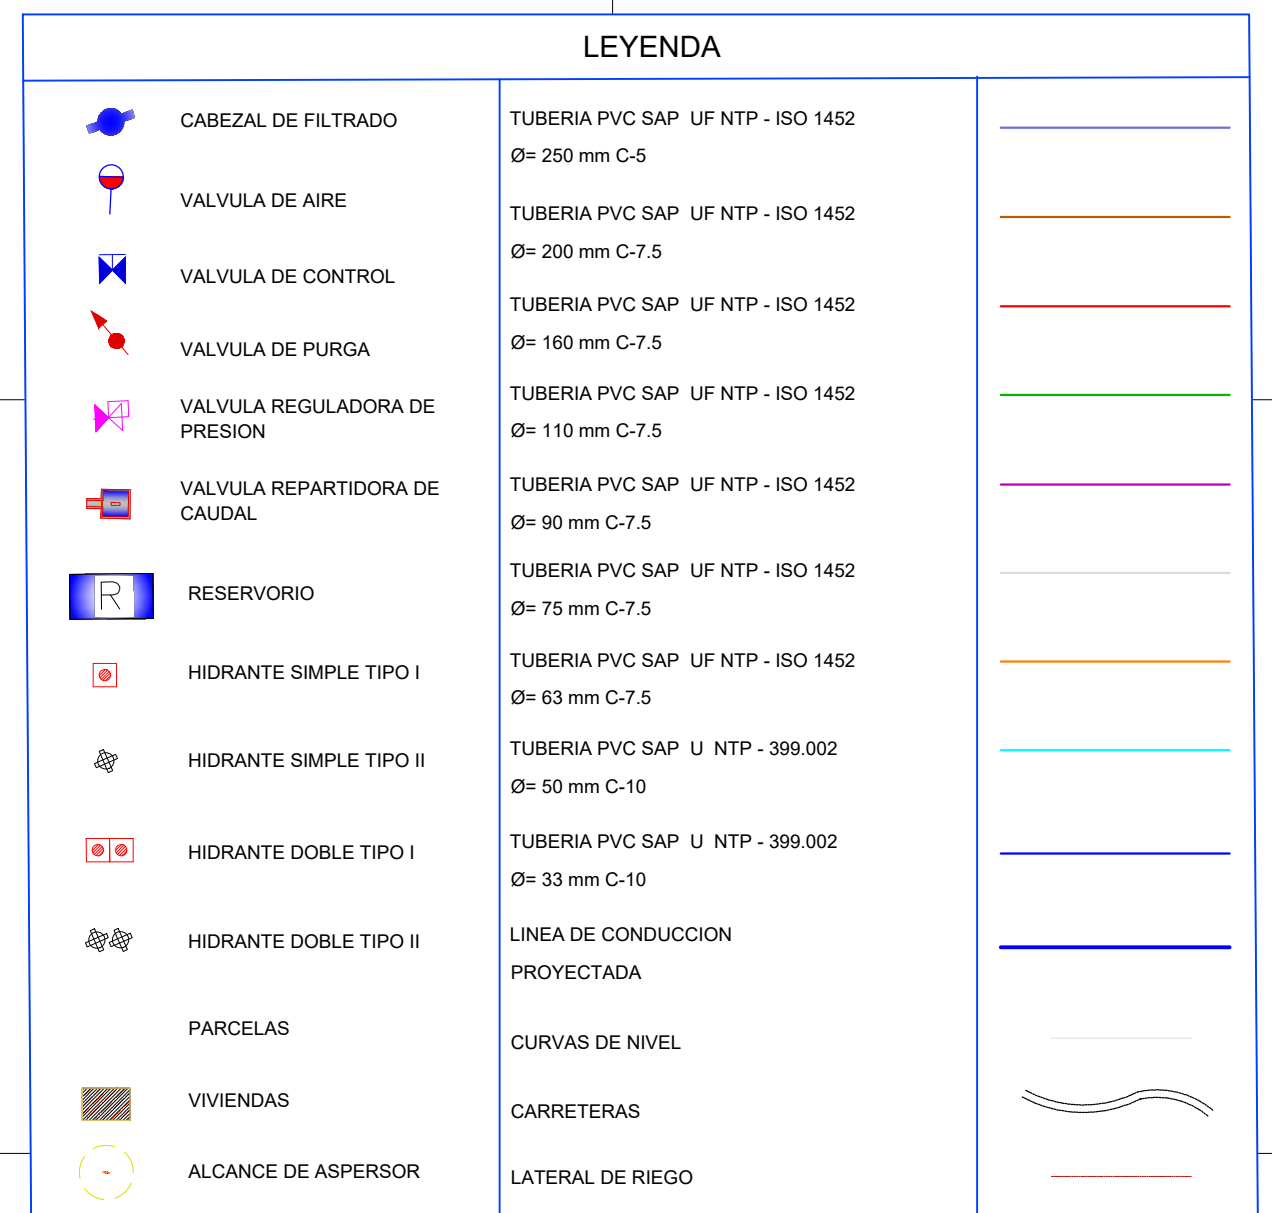 LEYENDA
CABEZAL DE FILTRADO
VALVULA DE AIRE
VALVULA DE CONTROL
VALVULA DE PURGA
VALVULA REGULADORA DE
PRESION
VALVULA REPARTIDORA DE
CAUDAL
R
RESERVORIO
HIDRANTE SIMPLE TIPO I
HIDRANTE SIMPLE TIPO II
HIDRANTE DOBLE TIPO I
HIDRANTE DOBLE TIPO II
PARCELAS
VIVIENDAS
ALCANCE DE ASPERSOR
TUBERIA PVC SAP UF NTP - ISO 1452
Ø= 250 mm C-5
TUBERIA PVC SAP UF NTP - ISO 1452
Ø= 200 mm C-7.5
TUBERIA PVC SAP UF NTP - ISO 1452
Ø= 160 mm C-7.5
TUBERIA PVC SAP UF NTP - ISO 1452
Ø= 110 mm C-7.5
TUBERIA PVC SAP UF NTP - ISO 1452
Ø= 90 mm C-7.5
TUBERIA PVC SAP UF NTP - ISO 1452
Ø= 75 mm C-7.5
TUBERIA PVC SAP UF NTP - ISO 1452
Ø= 63 mm C-7.5
TUBERIA PVC SAP U NTP - 399.002
Ø= 50 mm C-10
TUBERIA PVC SAP U NTP - 399.002
Ø= 33 mm C-10
LINEA DE CONDUCCION
PROYECTADA
CURVAS DE NIVEL
CARRETERAS
LATERAL DE RIEGO